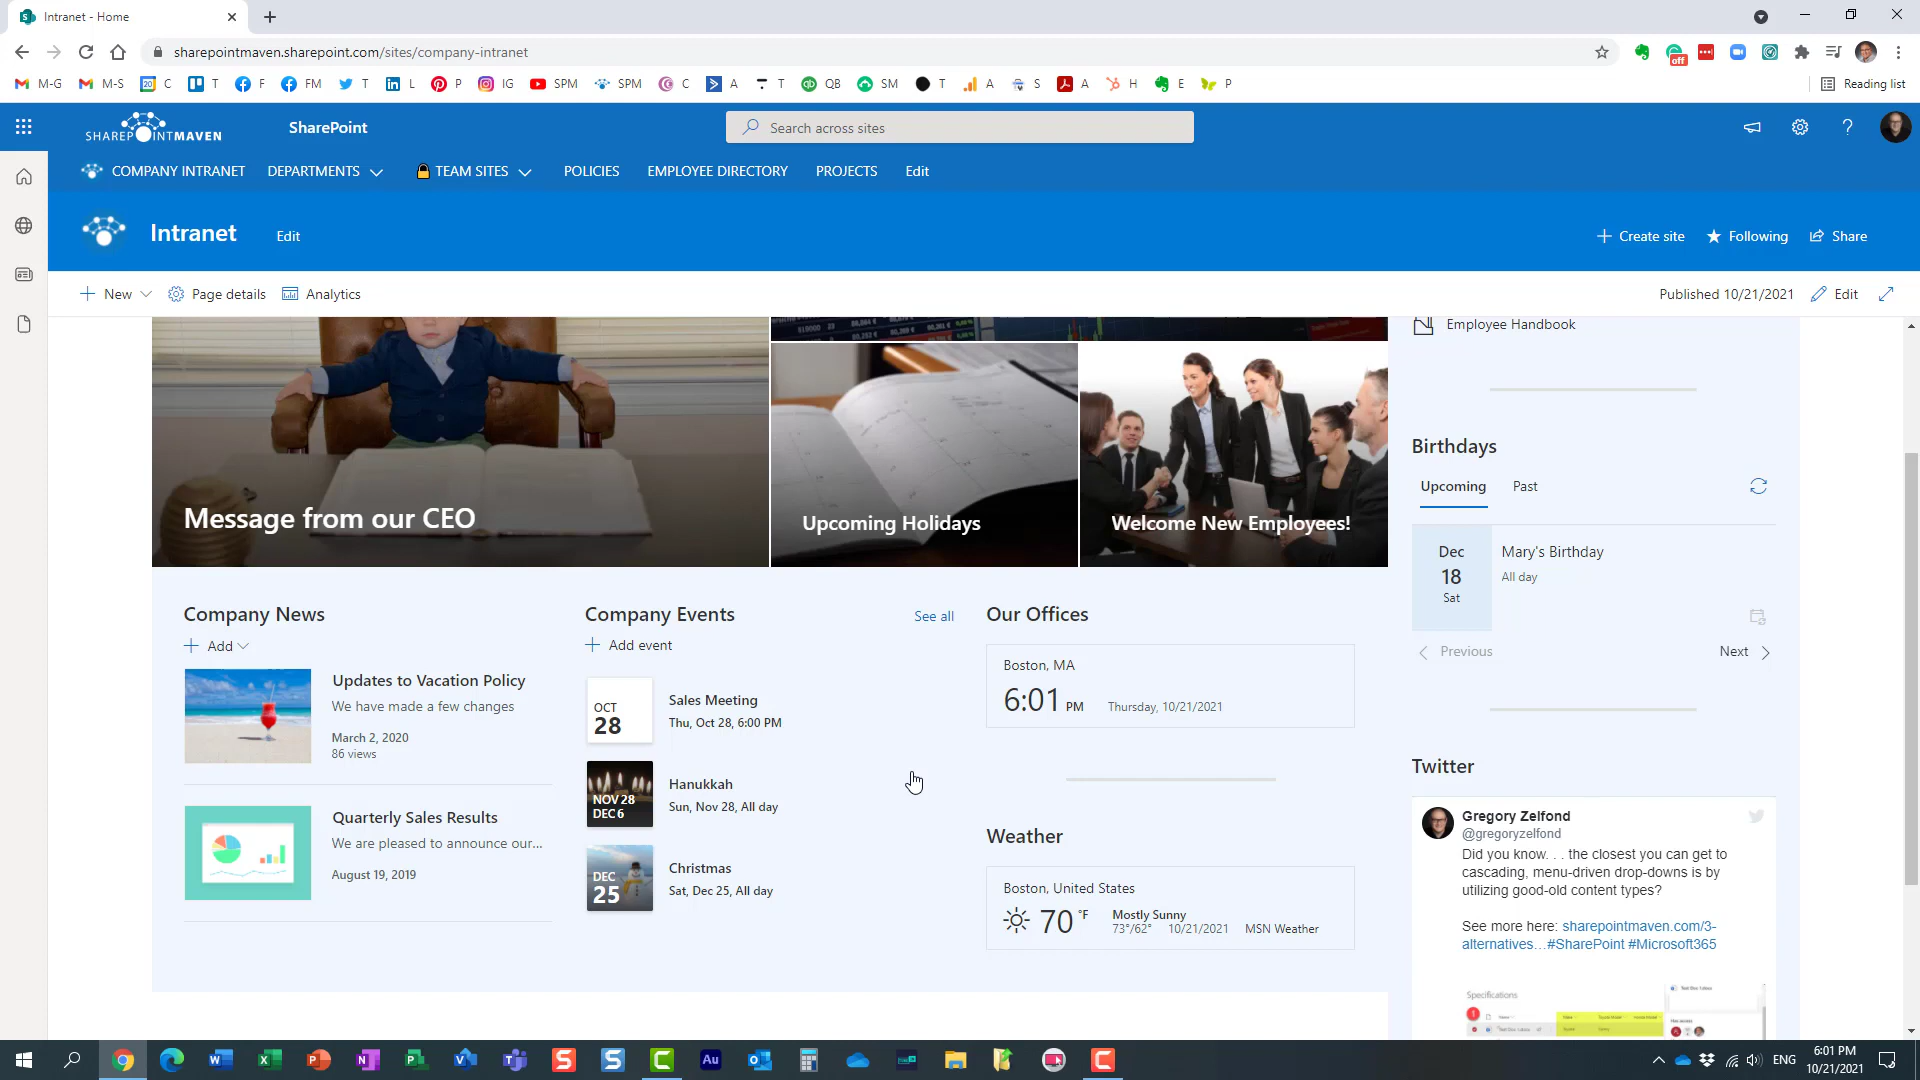 Intranet - Home
sharepointmaven.sharepoint.com/sites/company-intranet
off
M-G
M-S
20
C
T
F
FM
T
L
P
IG
SPM
SPM
C
A
T
QB
SM
T
A
S
A
H
E
P
Reading list
SHAREPOINTMAVEN
SharePoint
Search across sites
COMPANY INTRANET
DEPARTMENTS
TEAM SITES
POLICIES
EMPLOYEE DIRECTORY
PROJECTS
Edit
Intranet
Edit
Create site
Following
Share
New
Page details
Analytics
Published 10/21/2021
Edit
Message from our CEO
Upcoming Holidays
Welcome New Employees!
Employee Handbook
Birthdays
Upcoming
Past
Dec
18
Sat
Mary's Birthday
All day
Previous
Next
Company News
Add
Updates to Vacation Policy
We have made a few changes
March 2, 2020
86 views
Quarterly Sales Results
We are pleased to announce our...
August 19, 2019
Company Events
See all
Add event
OCT
28
Sales Meeting
Thu, Oct 28, 6:00 PM
NOV 28
DEC 6
Hanukkah
Sun, Nov 28, All day
DEC
25
Christmas
Sat, Dec 25, All day
Our Offices
Boston, MA
6:01 PM
Thursday, 10/21/2021
Weather
Boston, United States
70 °F
Mostly Sunny
73°/62°
10/21/2021
MSN Weather
Twitter
Gregory Zelfond
@gregoryzelfond
Did you know. . . the closest you can get to
cascading, menu-driven drop-downs is by
utilizing good-old content types?
See more here: sharepointmaven.com/3-
alternatives…#SharePoint #Microsoft365
Specifications
1
ENG
6:01 PM
10/21/2021